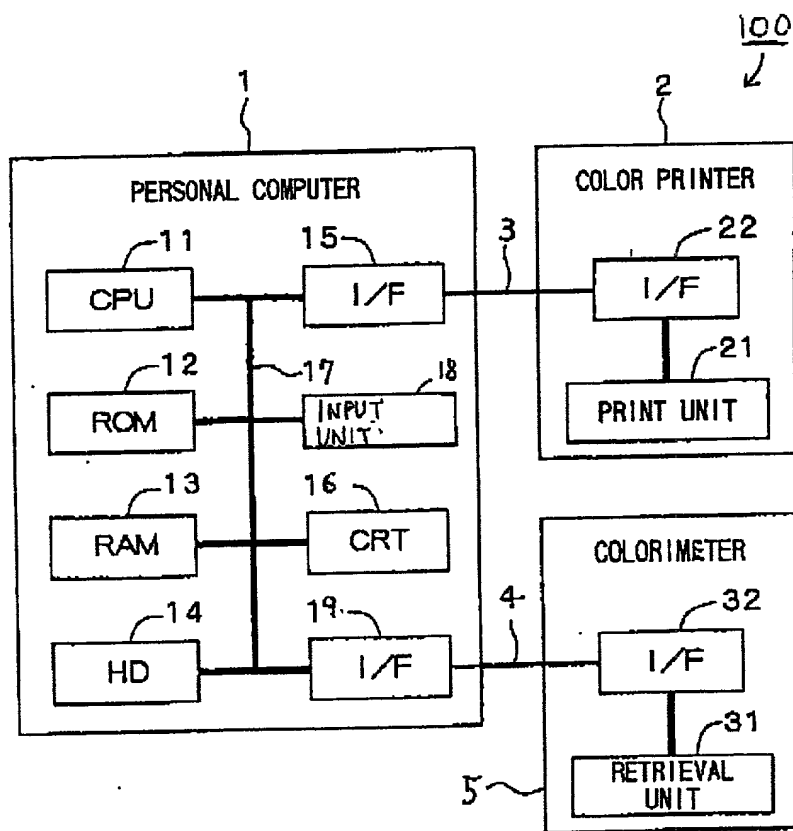 100
1
2
PERSONAL COMPUTER
COLOR PRINTER
11
15
3
22
CPU
I/F
I/F
12
17
18
21
ROM
INPUT
UNIT
PRINT UNIT
13
16
RAM
CRT
COLORIMETER
14
19
4
32
HD
I/F
I/F
31
5
RETRIEVAL
UNIT